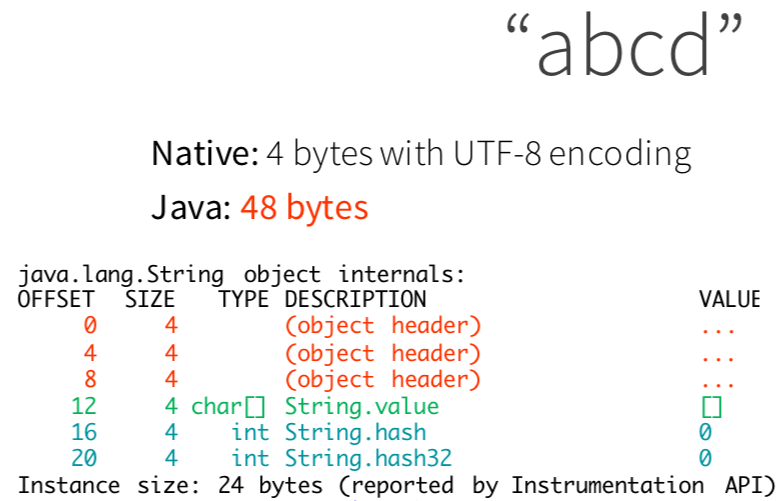 “abcd”
Native: 4 bytes with UTF-8 encoding
Java: 48 bytes
java.lang.String object internals:
OFFSET  SIZE   TYPE DESCRIPTION                    VALUE
     0     4        (object header)                ...
     4     4        (object header)                ...
     8     4        (object header)                ...
    12     4 char[] String.value                   []
    16     4    int String.hash                    0
    20     4    int String.hash32                  0
Instance size: 24 bytes (reported by Instrumentation API)